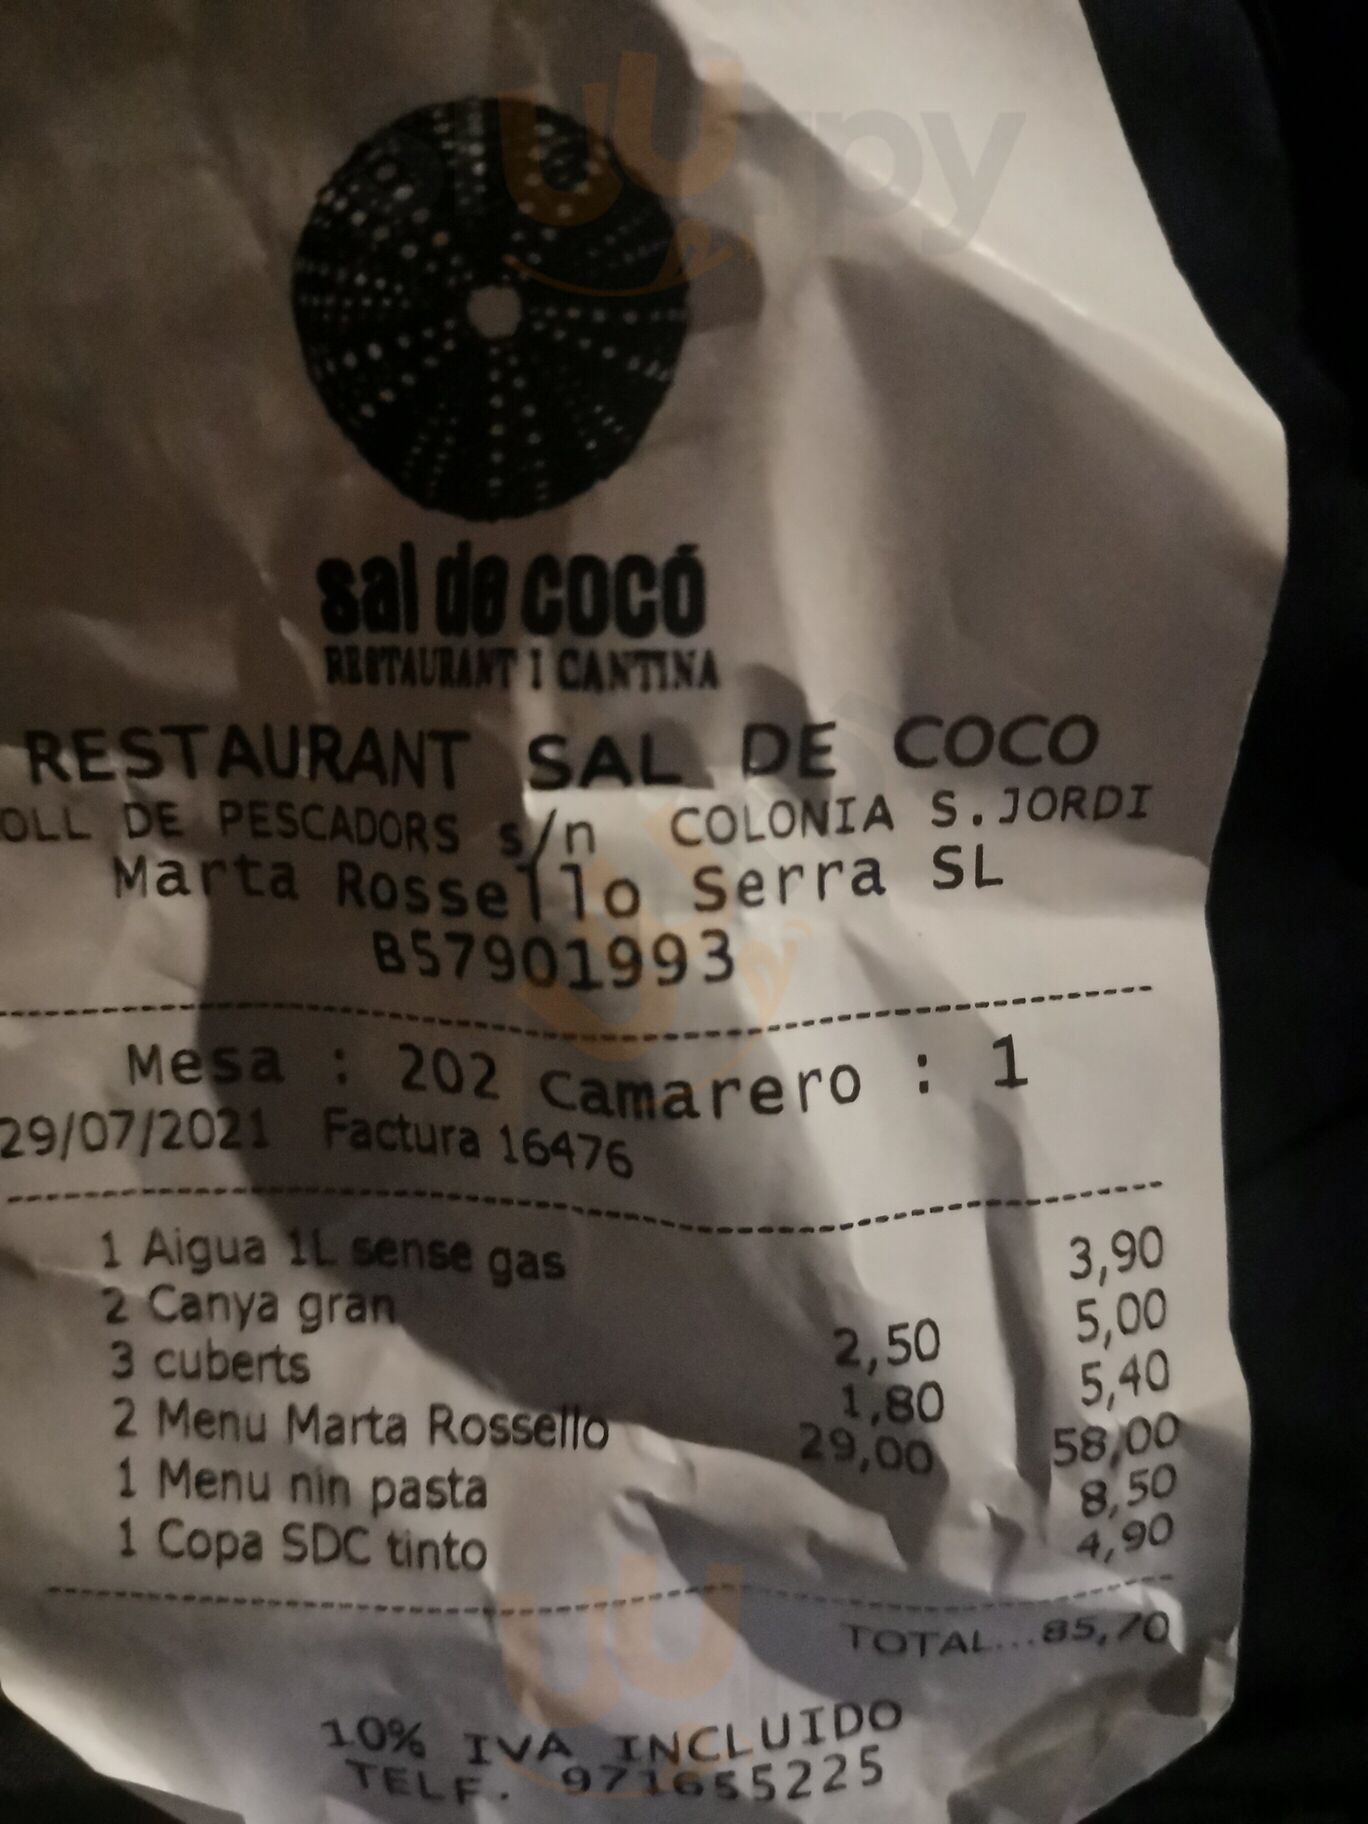 sal de cocó
RESTAURANT I CANTINA
RESTAURANT SAL DE COCO
OLL DE PESCADORS s/n COLONIA S.JORDI
Marta Rossello Serra SL
B57901993
Mesa : 202 Camarero : 1
29/07/2021 Factura 16476
1 Aigua 1L sense gas 3,90
2 Canya gran 2,50 5,00
3 cuberts 1,80 5,40
2 Menu Marta Rossello 29,00 58,00
1 Menu nin pasta 8,50
1 Copa SDC tinto 4,90
TOTAL...85,70
10% IVA INCLUIDO
TELF. 971655225